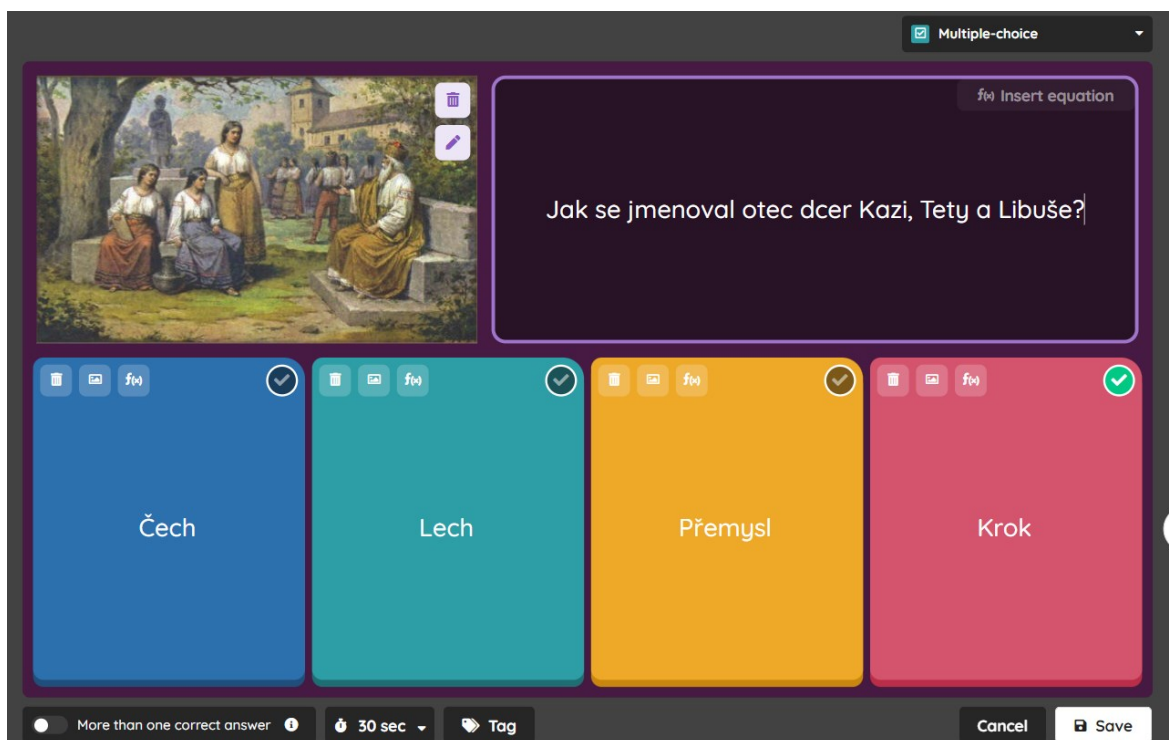 Multiple-choice
f(x) Insert equation
Jak se jmenoval otec dcer Kazi, Tety a Libuše?
f(x)
f(x)
f(x)
f(x)
Čech
Lech
Přemysl
Krok
More than one correct answer
30 sec
Tag
Cancel
Save